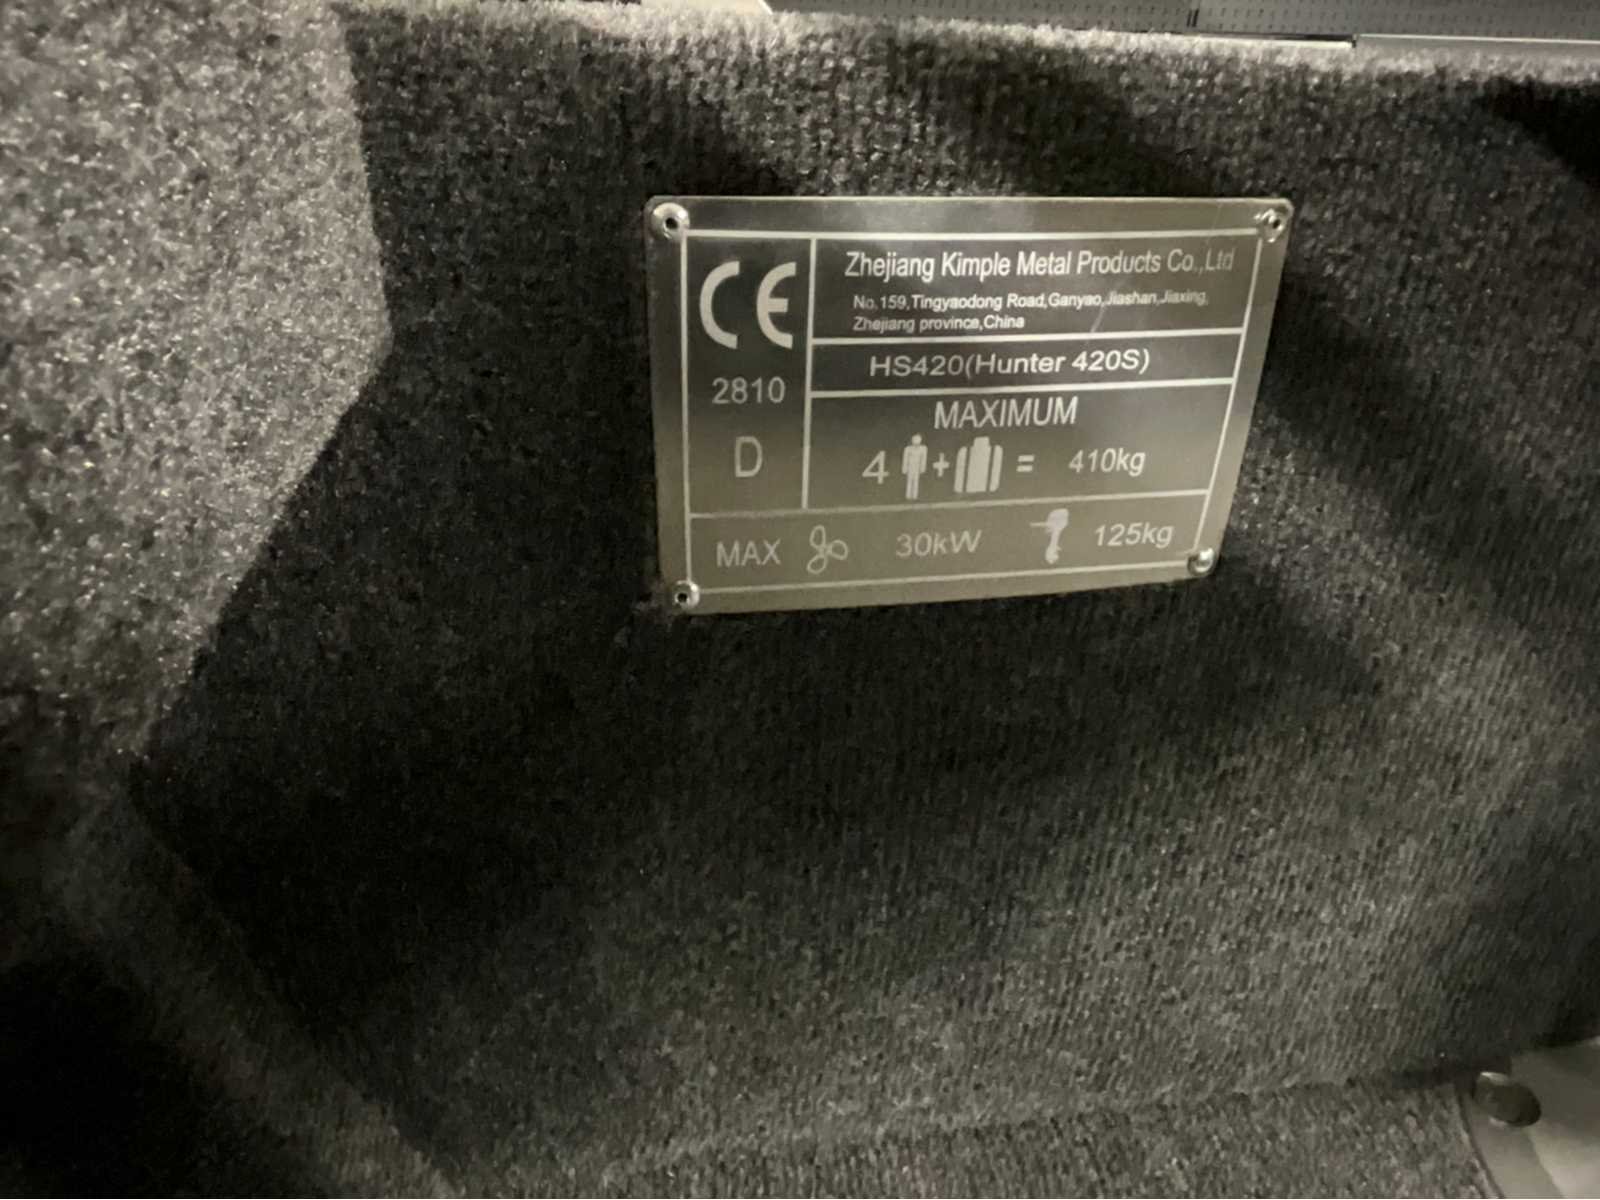 CE
2810
D
Zhejiang Kimple Metal Products Co.,Ltd
No.159,Tingyaodong Road,Ganyao,Jiashan,Jiaxing,
Zhejiang province,China
HS420(Hunter 420S)
MAXIMUM
4 + = 410kg
MAX 30kW 125kg